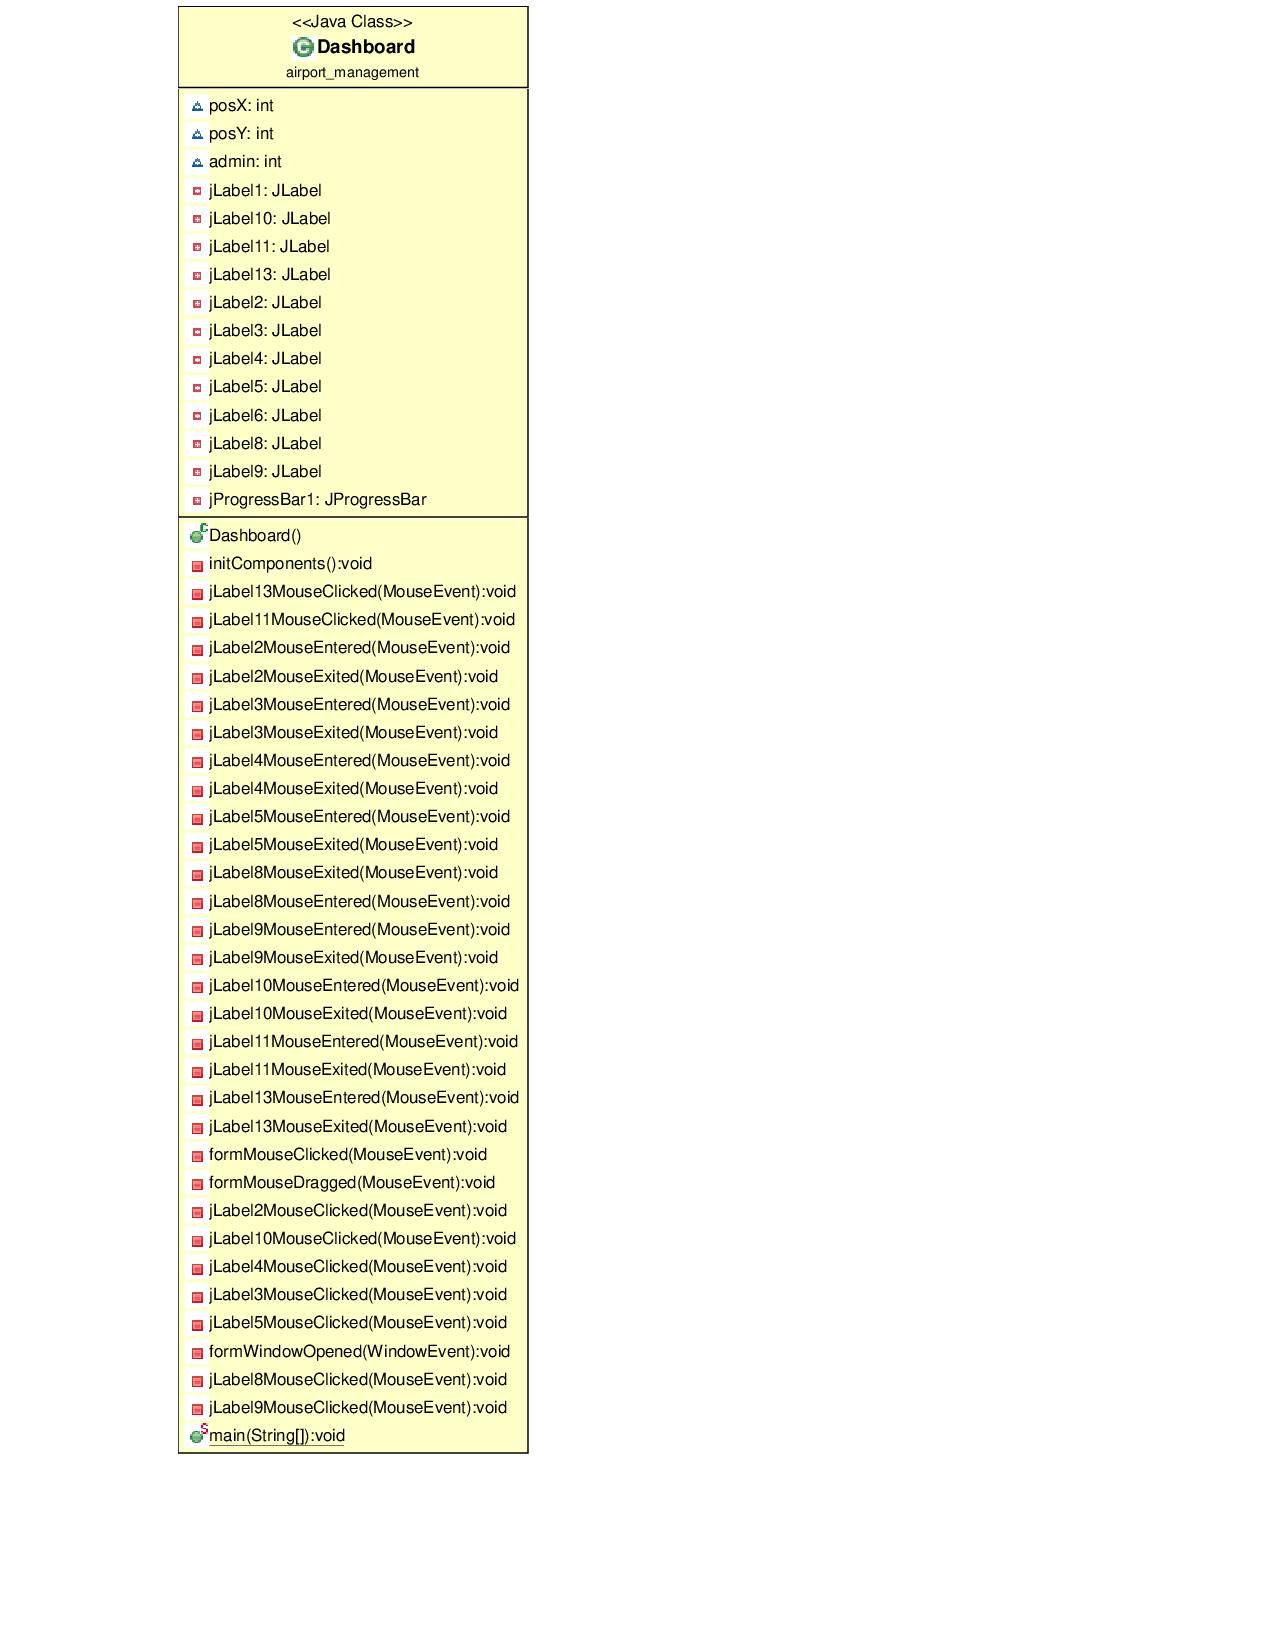 <<Java Class>>
Dashboard
airport_management
posX: int
posY: int
admin: int
jLabel1: JLabel
jLabel10: JLabel
jLabel11: JLabel
jLabel13: JLabel
jLabel2: JLabel
jLabel3: JLabel
jLabel4: JLabel
jLabel5: JLabel
jLabel6: JLabel
jLabel8: JLabel
jLabel9: JLabel
jProgressBar1: JProgressBar
Dashboard()
initComponents():void
jLabel13MouseClicked(MouseEvent):void
jLabel11MouseClicked(MouseEvent):void
jLabel2MouseEntered(MouseEvent):void
jLabel2MouseExited(MouseEvent):void
jLabel3MouseEntered(MouseEvent):void
jLabel3MouseExited(MouseEvent):void
jLabel4MouseEntered(MouseEvent):void
jLabel4MouseExited(MouseEvent):void
jLabel5MouseEntered(MouseEvent):void
jLabel5MouseExited(MouseEvent):void
jLabel8MouseExited(MouseEvent):void
jLabel8MouseEntered(MouseEvent):void
jLabel9MouseEntered(MouseEvent):void
jLabel9MouseExited(MouseEvent):void
jLabel10MouseEntered(MouseEvent):void
jLabel10MouseExited(MouseEvent):void
jLabel11MouseEntered(MouseEvent):void
jLabel11MouseExited(MouseEvent):void
jLabel13MouseEntered(MouseEvent):void
jLabel13MouseExited(MouseEvent):void
formMouseClicked(MouseEvent):void
formMouseDragged(MouseEvent):void
jLabel2MouseClicked(MouseEvent):void
jLabel10MouseClicked(MouseEvent):void
jLabel4MouseClicked(MouseEvent):void
jLabel3MouseClicked(MouseEvent):void
jLabel5MouseClicked(MouseEvent):void
formWindowOpened(WindowEvent):void
jLabel8MouseClicked(MouseEvent):void
jLabel9MouseClicked(MouseEvent):void
main(String[]):void